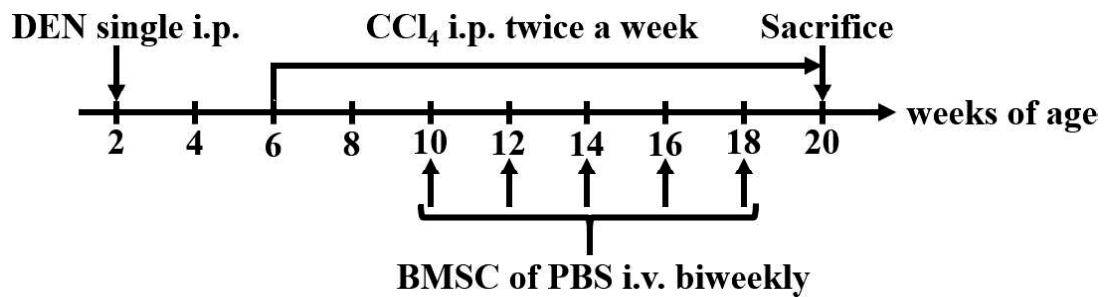 DEN single i.p. CCl₄ i.p. twice a week Sacrifice
weeks of age
2 4 6 8 10 12 14 16 18 20
BMSC of PBS i.v. biweekly